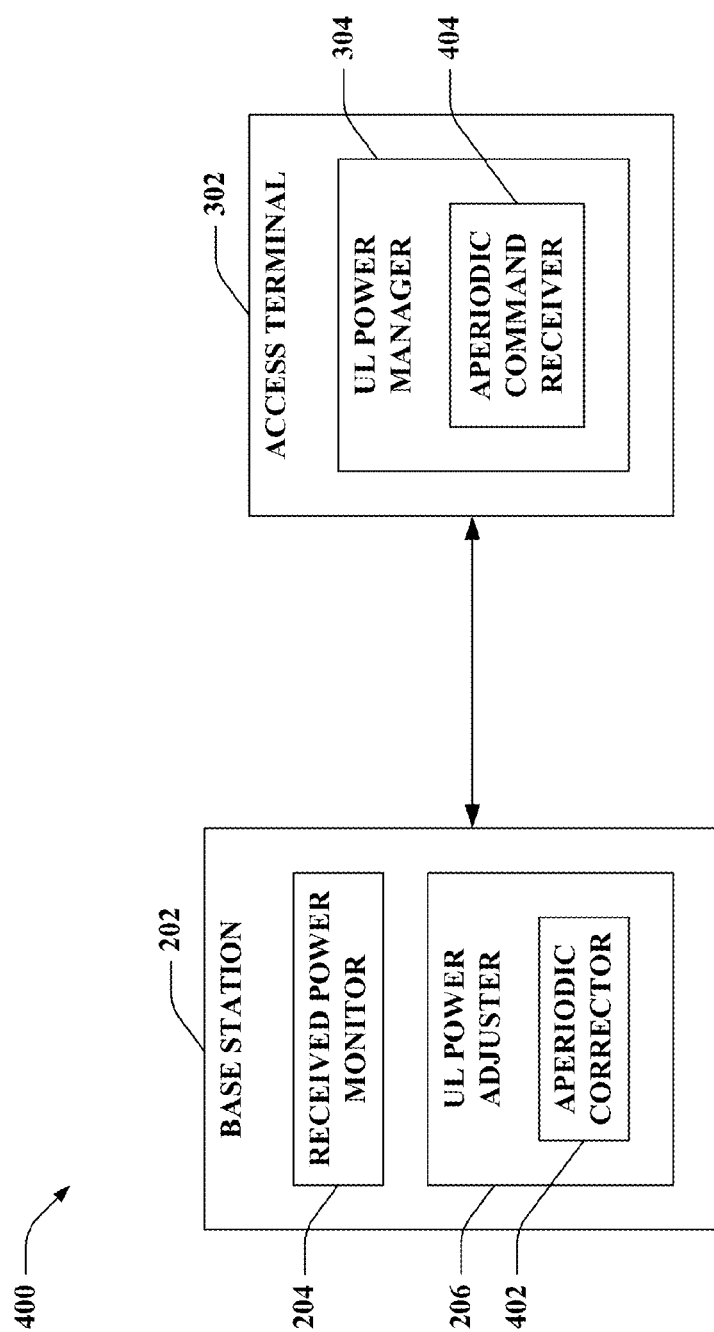 400
202
BASE STATION
204
RECEIVED POWER
MONITOR
206
UL POWER
ADJUSTER
402
APERIODIC
CORRECTOR
302
ACCESS TERMINAL
304
UL POWER
MANAGER
404
APERIODIC
COMMAND
RECEIVER